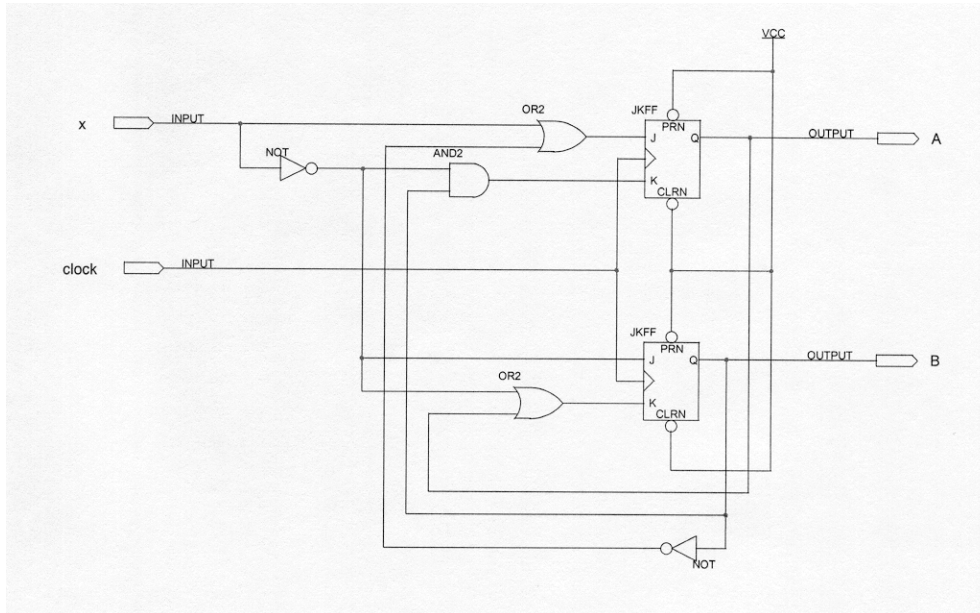 VCC
OR2
JKFF
x
INPUT
PRN
J
Q
OUTPUT
A
NOT
AND2
K
CLRN
clock
INPUT
JKFF
PRN
J
Q
OUTPUT
B
OR2
K
CLRN
NOT